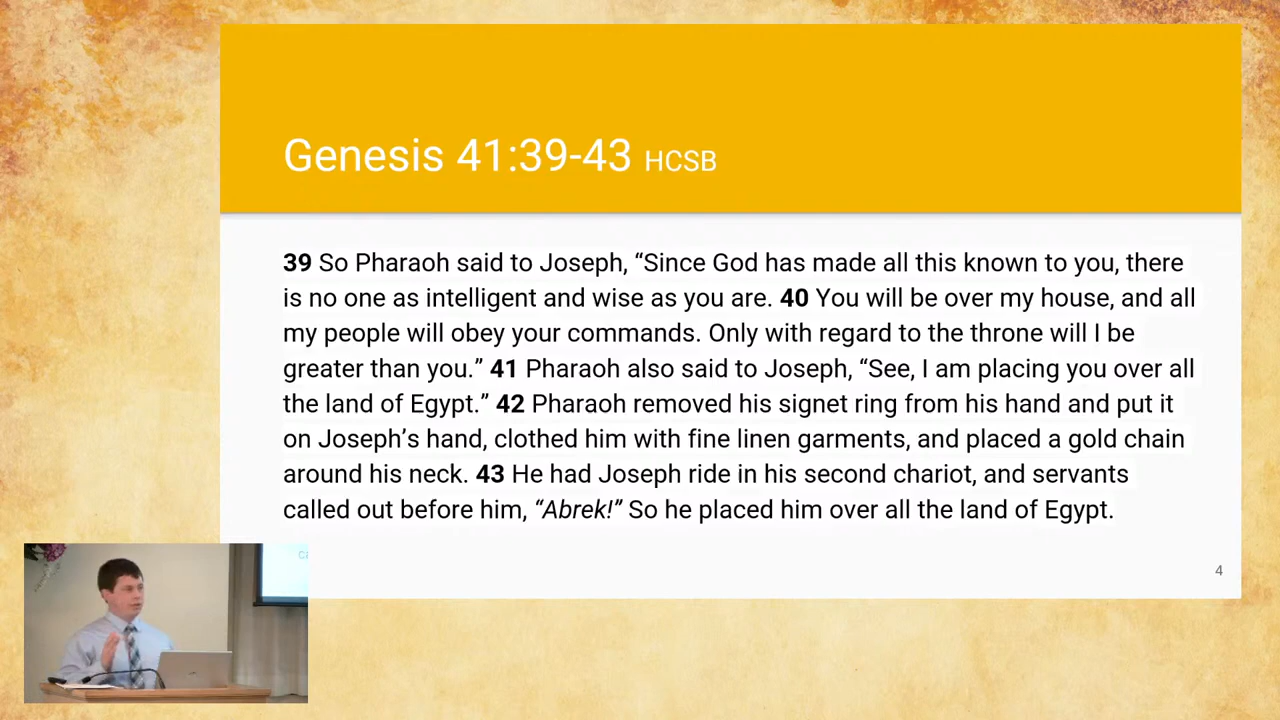 Genesis 41:39-43 HCSB
39 So Pharaoh said to Joseph, “Since God has made all this known to you, there
is no one as intelligent and wise as you are. 40 You will be over my house, and all
my people will obey your commands. Only with regard to the throne will I be
greater than you.” 41 Pharaoh also said to Joseph, “See, I am placing you over all
the land of Egypt.” 42 Pharaoh removed his signet ring from his hand and put it
on Joseph’s hand, clothed him with fine linen garments, and placed a gold chain
around his neck. 43 He had Joseph ride in his second chariot, and servants
called out before him, “Abrek!” So he placed him over all the land of Egypt.
4